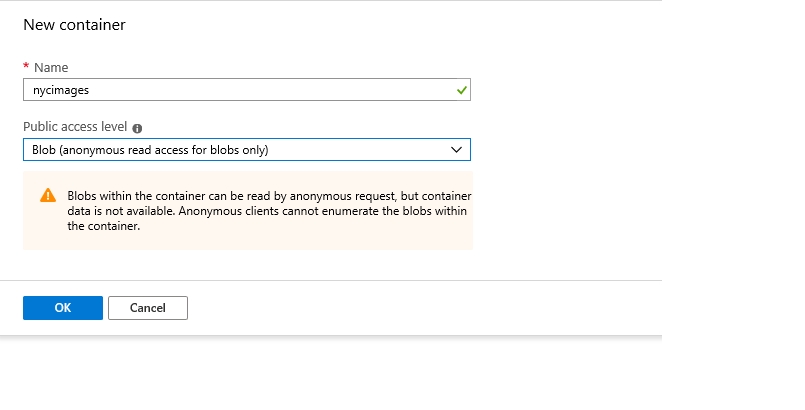 New container
* Name
nycimages
Public access level
Blob (anonymous read access for blobs only)
Blobs within the container can be read by anonymous request, but container
data is not available. Anonymous clients cannot enumerate the blobs within
the container.
OK Cancel